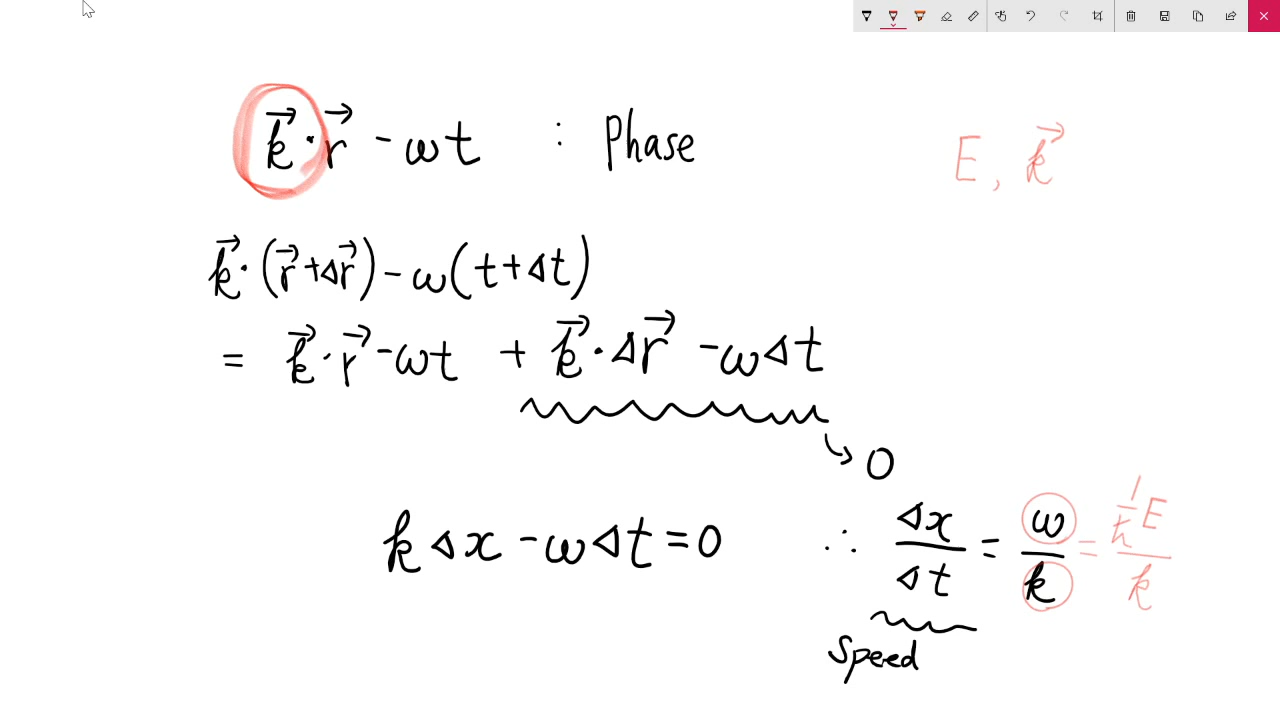 k⃗·r⃗ - ωt : Phase
E, k⃗
k⃗·(r⃗+Δr⃗) - ω(t+Δt)
= k⃗·r⃗ - ωt + k⃗·Δr⃗ - ωΔt
↳ 0
kΔx - ωΔt = 0 ∴ Δx/Δt = ω/k = (1/ħ E)/k
Speed